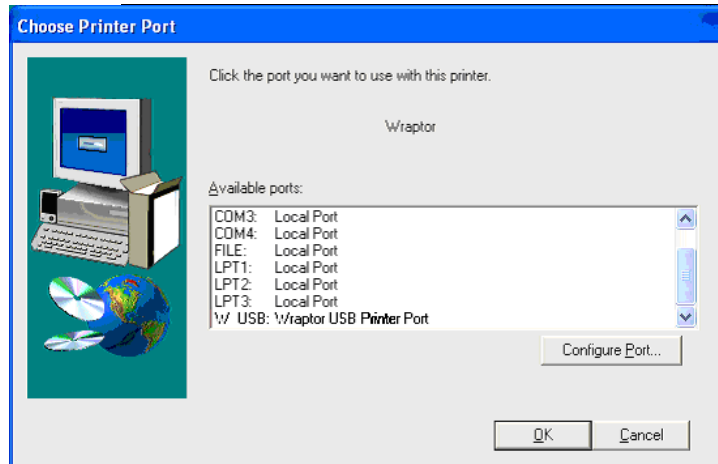 Choose Printer Port
Click the port you want to use with this printer.
Wraptor
Available ports:
COM3: Local Port
COM4: Local Port
FILE: Local Port
LPT1: Local Port
LPT2: Local Port
LPT3: Local Port
W USB: Wraptor USB Printer Port
Configure Port...
OK Cancel